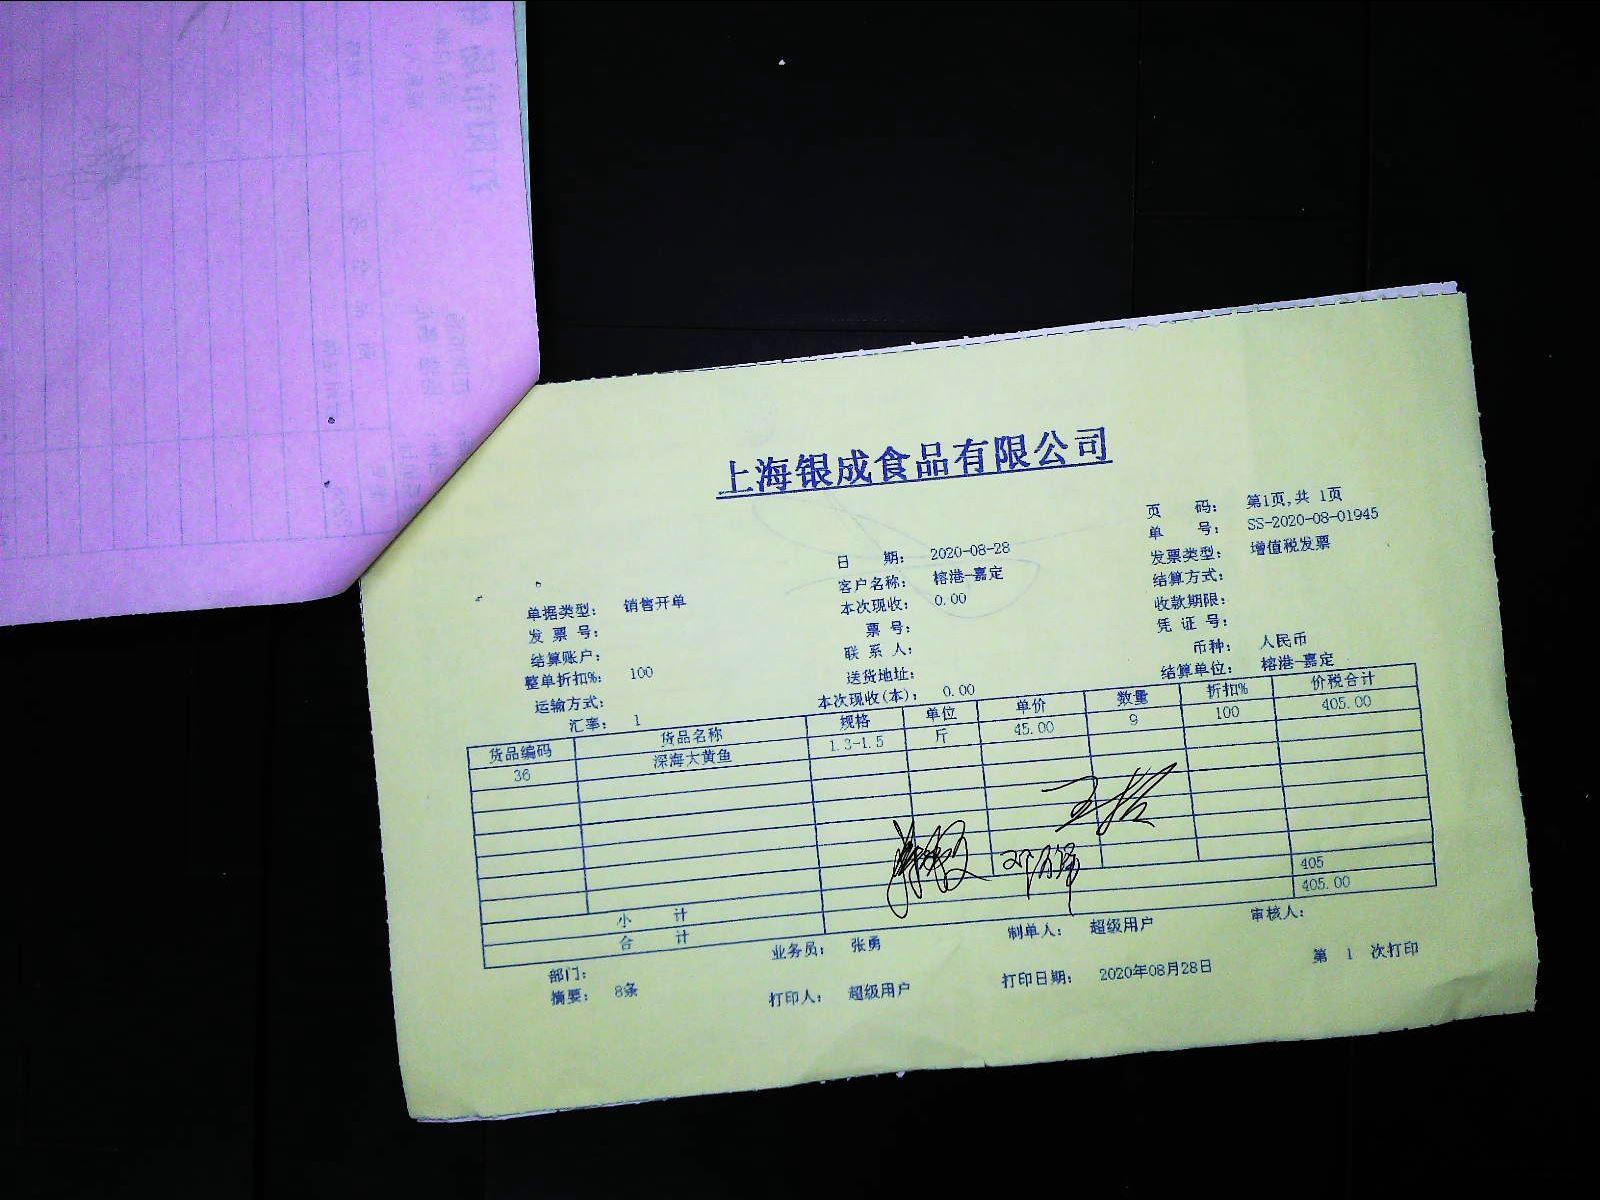 上海银成食品有限公司
页 码: 第1页,共 1页
单 号: SS-2020-08-01945
日 期: 2020-08-28
发票类型: 增值税发票
客户名称: 榕港-嘉定
结算方式:
单据类型: 销售开单
本次现收: 0.00
收款期限:
发 票 号:
票 号:
凭 证 号:
结算账户:
联 系 人:
币种: 人民币
整单折扣%: 100
送货地址:
结算单位: 榕港-嘉定
运输方式:
本次现收(本): 0.00
汇率: 1
货品编码 货品名称 规格 单位 单价 数量 折扣% 价税合计
36 深海大黄鱼 1.3-1.5 斤 45.00 9 100 405.00
小 计 405
合 计 405.00
部门: 业务员: 张勇 制单人: 超级用户 审核人:
摘要: 8条 打印人: 超级用户 打印日期: 2020年08月28日 第 1 次打印